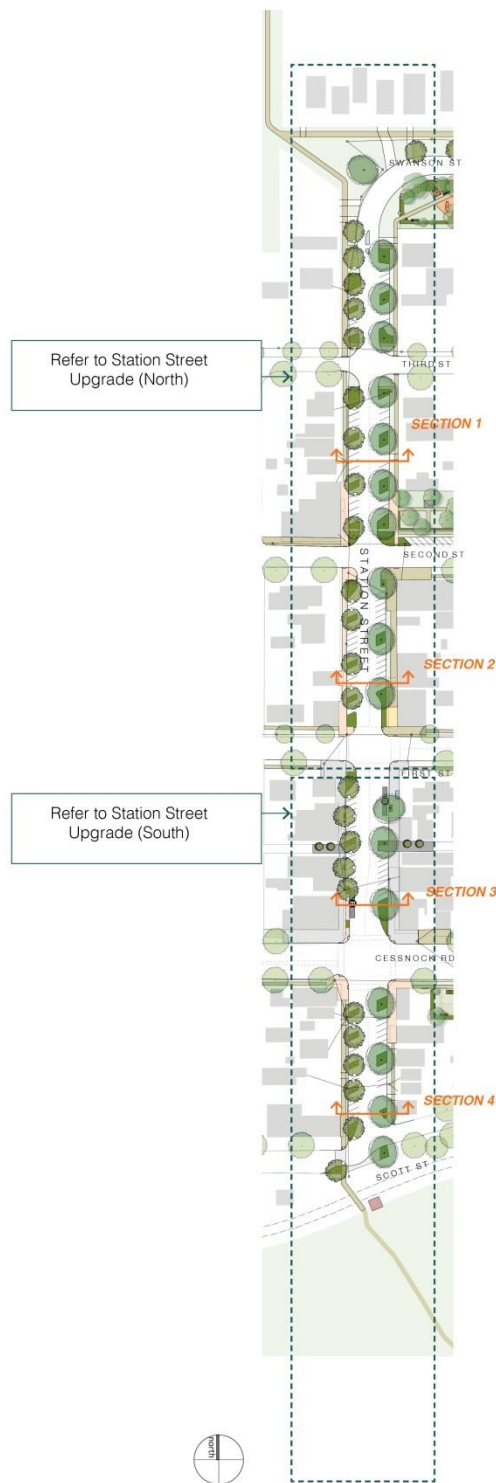 SWANSON ST
Refer to Station Street
Upgrade (North)
THIRD ST
SECTION 1
SECOND ST
STATION STREET
SECTION 2
FIRST ST
Refer to Station Street
Upgrade (South)
SECTION 3
CESSNOCK RD
SECTION 4
SCOTT ST
north